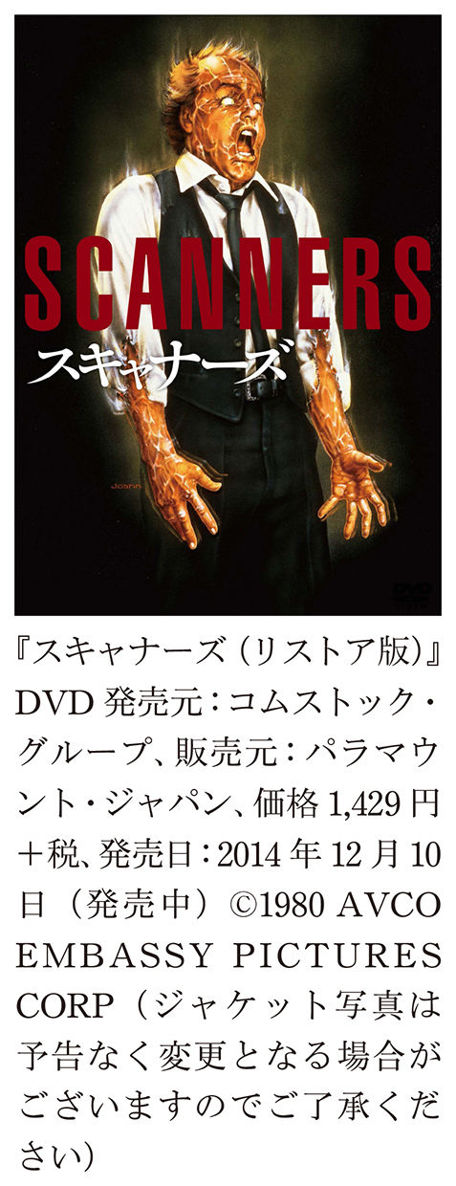 SCANNERS
スキャナーズ
Joann
DVD
『スキャナーズ（リストア版）』
DVD 発売元：コムストック・
グループ、販売元：パラマウ
ント・ジャパン、価格 1,429 円
＋税、発売日：2014 年 12 月 10
日（発売中）©1980 AVCO
EMBASSY PICTURES
CORP（ジャケット写真は
予告なく変更となる場合が
ございますのでご了承くだ
さい）